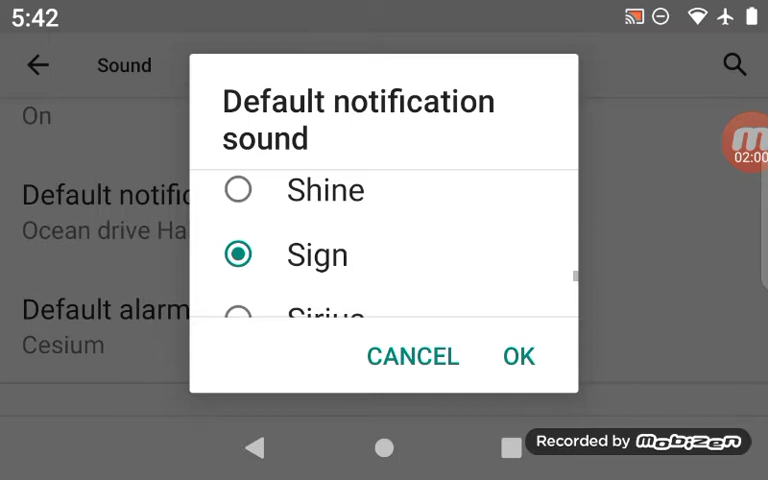 5:42
Sound
02:00
Default notification
sound
On
Shine
Default notific
Ocean drive Ha
Sign
Default alarm
Sirius
Cesium
CANCEL OK
Recorded by mobizen